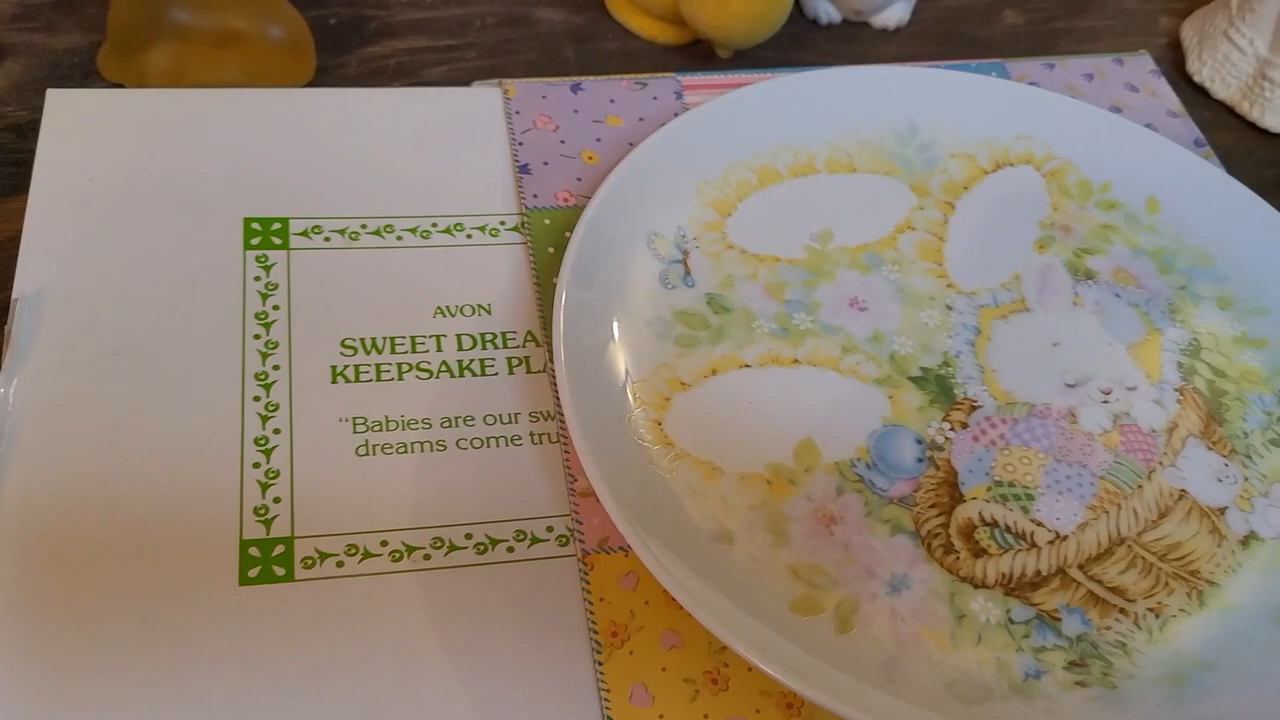 AVON
SWEET DREA
KEEPSAKE PLA
“Babies are our sw
dreams come tru